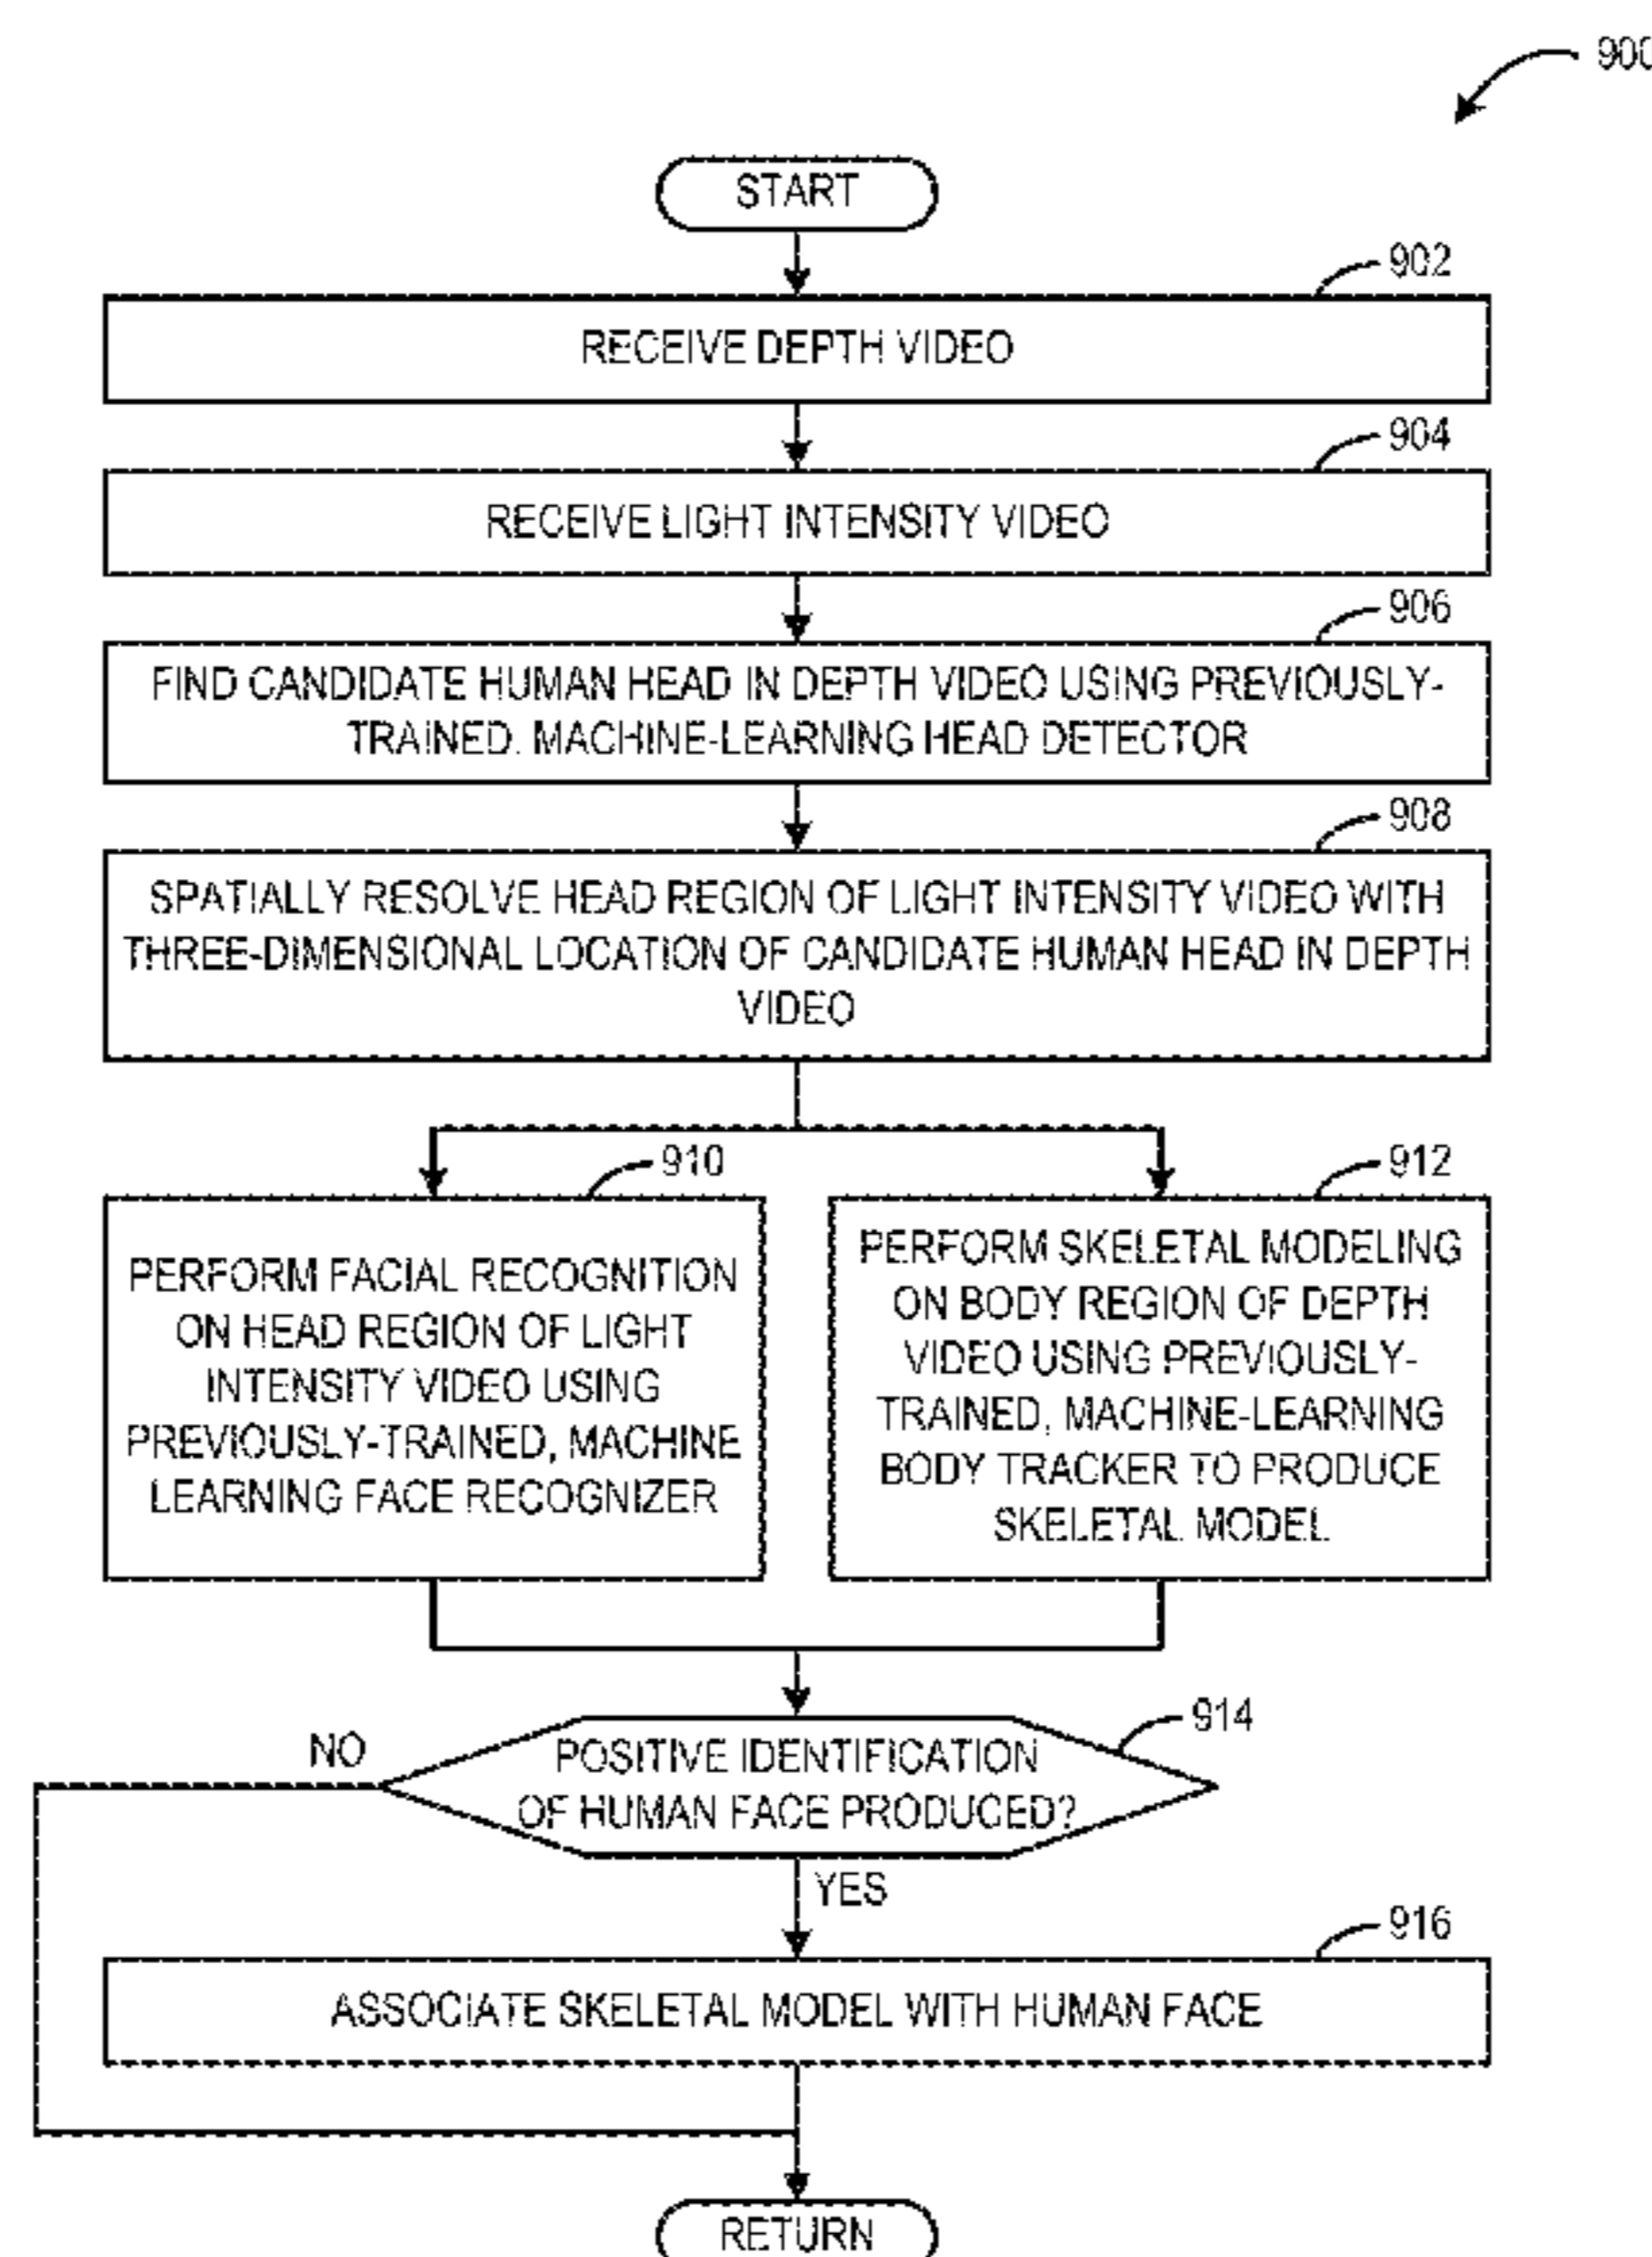 900
START
902
RECEIVE DEPTH VIDEO
904
RECEIVE LIGHT INTENSITY VIDEO
906
FIND CANDIDATE HUMAN HEAD IN DEPTH VIDEO USING PREVIOUSLY-
TRAINED, MACHINE-LEARNING HEAD DETECTOR
908
SPATIALLY RESOLVE HEAD REGION OF LIGHT INTENSITY VIDEO WITH
THREE-DIMENSIONAL LOCATION OF CANDIDATE HUMAN HEAD IN DEPTH
VIDEO
910
PERFORM FACIAL RECOGNITION
ON HEAD REGION OF LIGHT
INTENSITY VIDEO USING
PREVIOUSLY-TRAINED, MACHINE
LEARNING FACE RECOGNIZER
912
PERFORM SKELETAL MODELING
ON BODY REGION OF DEPTH
VIDEO USING PREVIOUSLY-
TRAINED, MACHINE-LEARNING
BODY TRACKER TO PRODUCE
SKELETAL MODEL
914
NO
POSITIVE IDENTIFICATION
OF HUMAN FACE PRODUCED?
YES
916
ASSOCIATE SKELETAL MODEL WITH HUMAN FACE
RETURN